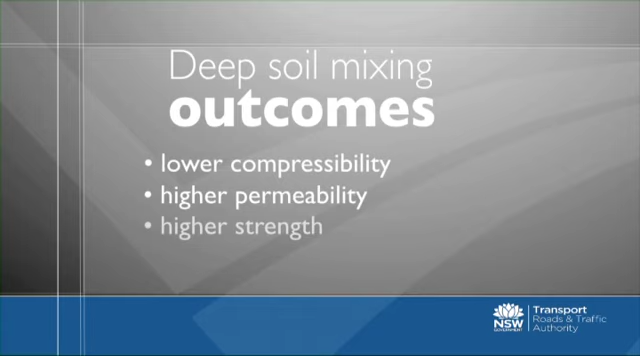 Deep soil mixing
outcomes
• lower compressibility
• higher permeability
• higher strength
NSW
GOVERNMENT
Transport
Roads & Traffic
Authority